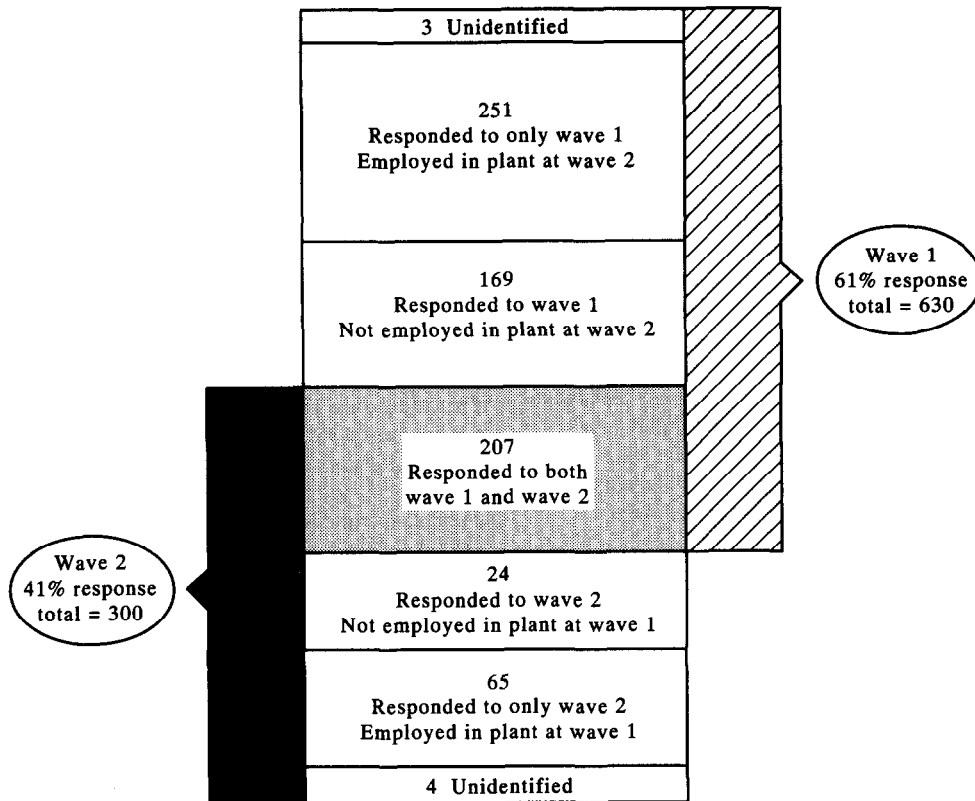 3 Unidentified
251
Responded to only wave 1
Employed in plant at wave 2
169
Responded to wave 1
Not employed in plant at wave 2
Wave 1
61% response
total = 630
207
Responded to both
wave 1 and wave 2
Wave 2
41% response
total = 300
24
Responded to wave 2
Not employed in plant at wave 1
65
Responded to only wave 2
Employed in plant at wave 1
4 Unidentified